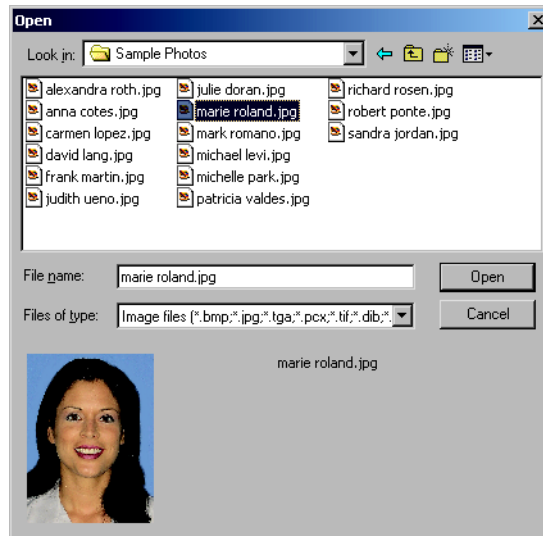 Open
Look in: Sample Photos
alexandra roth.jpg julie doran.jpg richard rosen.jpg
anna cotes.jpg marie roland.jpg robert ponte.jpg
carmen lopez.jpg mark romano.jpg sandra jordan.jpg
david lang.jpg michael levi.jpg
frank martin.jpg michelle park.jpg
judith ueno.jpg patricia valdes.jpg
File name: marie roland.jpg Open
Files of type: Image files (*.bmp;*.jpg;*.tga;*.pcx;*.tif;*.dib;*. Cancel
marie roland.jpg